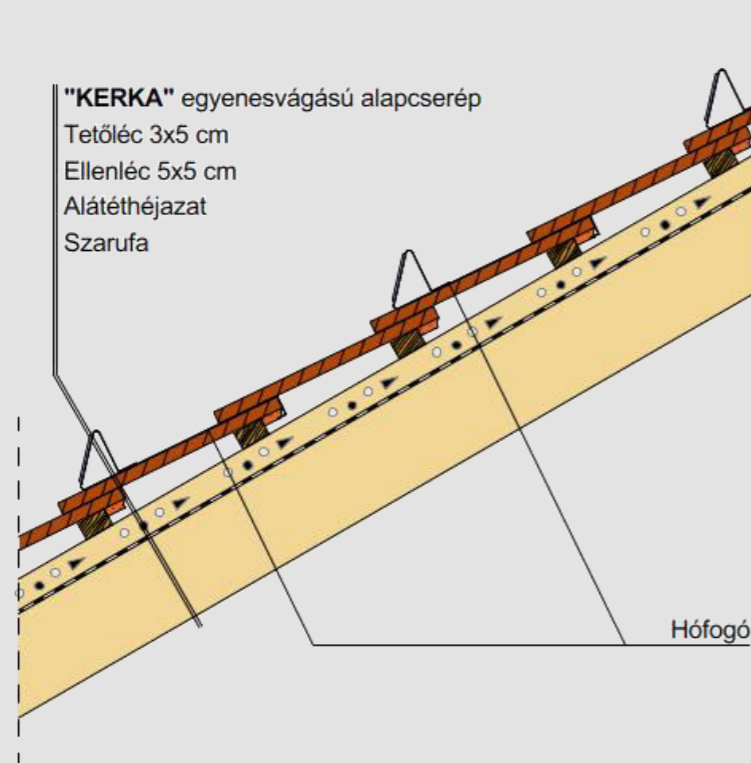 "KERKA" egyenesvágású alapcserép
Tetőléc 3x5 cm
Ellenléc 5x5 cm
Alátéthéjazat
Szarufa
Hófogó